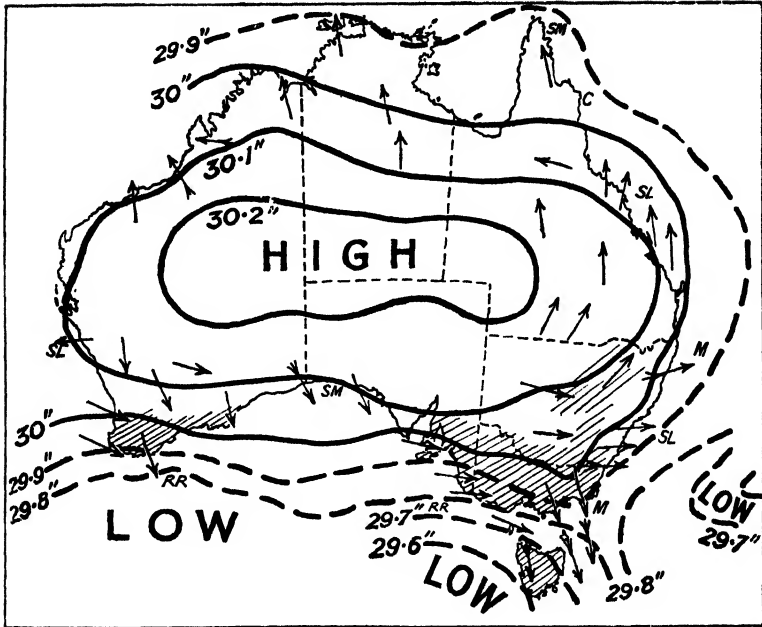 29.9"
SM
30"
C
30.1"
SL
30.2"
HIGH
SL
M
SM
30"
SL
29.9"
29.8"
RR
LOW
RR
29.7"
29.6"
M
LOW
LOW
29.7"
29.8"